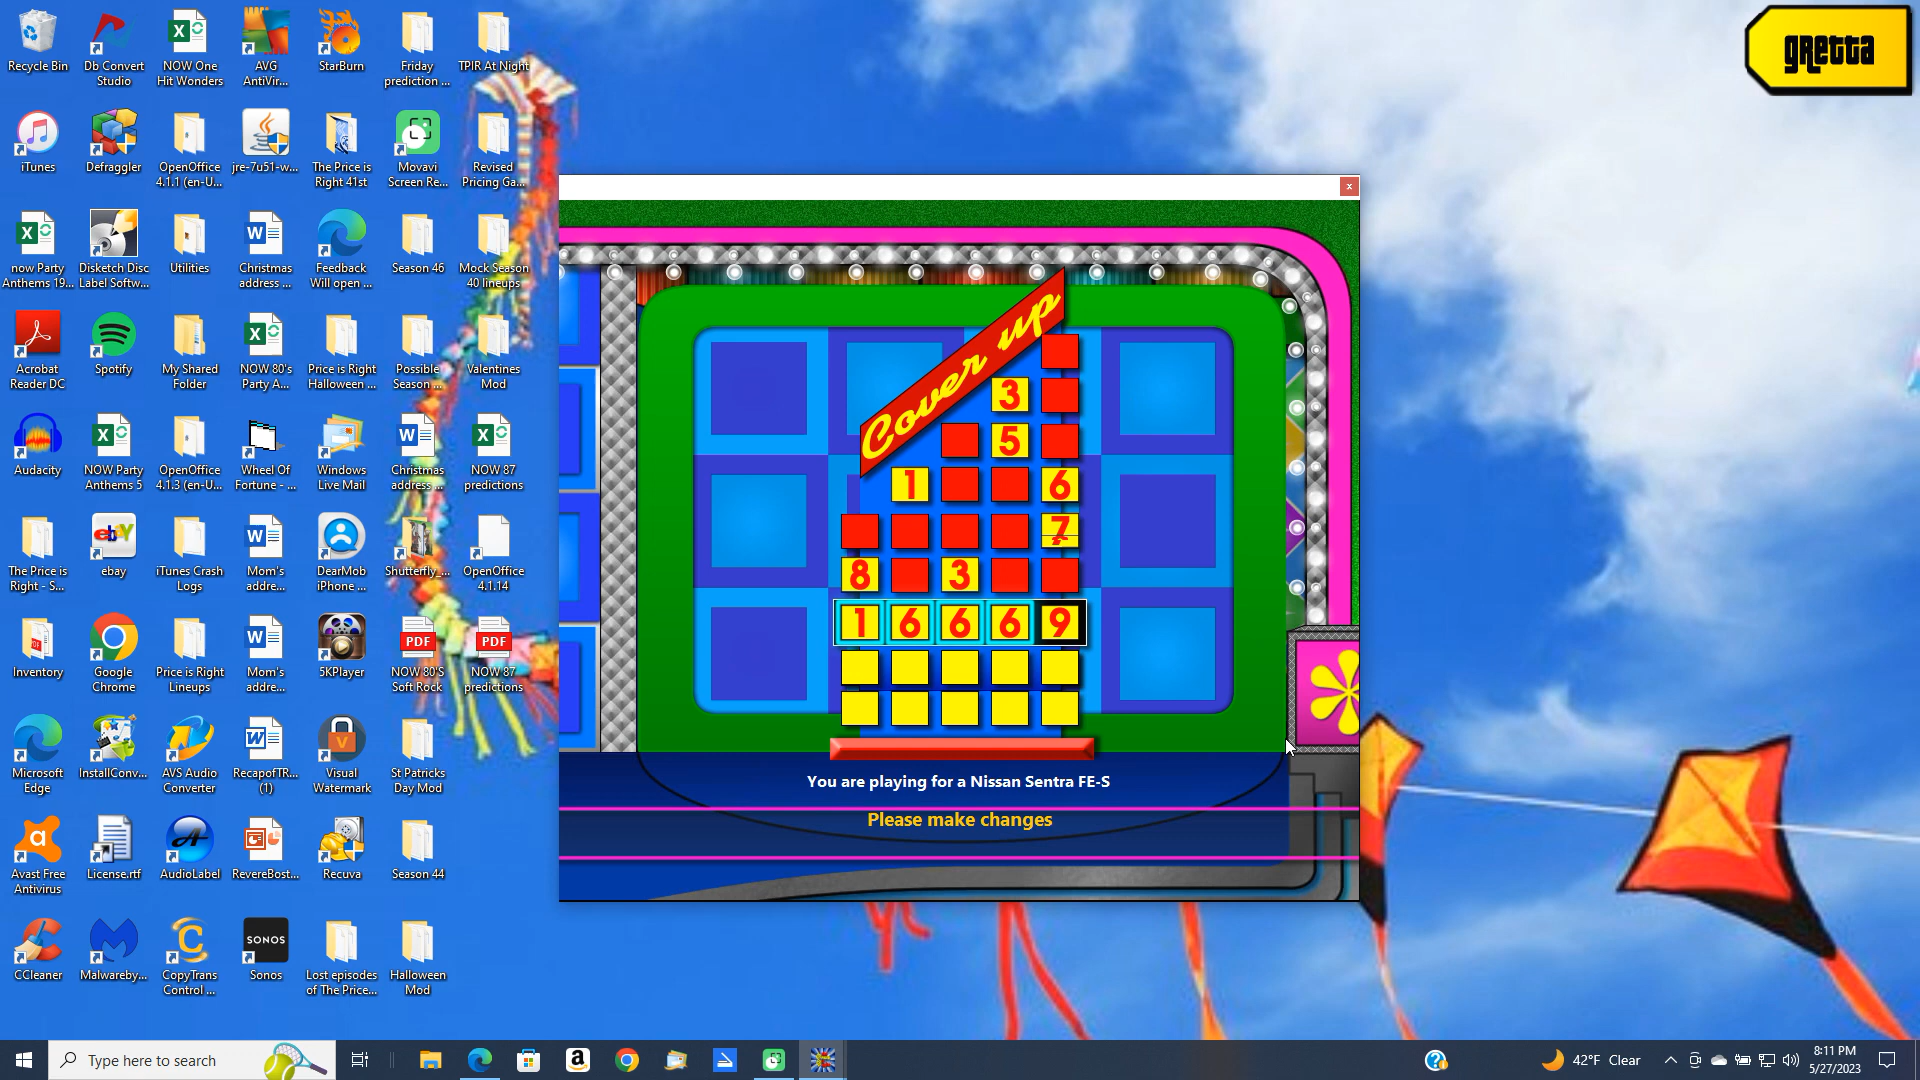 Recycle Bin
Db Convert
Studio
NOW One
Hit Wonders
AVG
AntiVir...
StarBurn
Friday
prediction ...
TPIR At Night
gretta
iTunes
Defraggler
OpenOffice
4.1.1 (en-U...
jre-7u51-w...
The Price is
Right 41st
Movavi
Screen Re...
Revised
Pricing Ga...
now Party
Anthems 19...
Disketch Disc
Label Softw...
Utilities
Christmas
address ...
Feedback
Will open ...
Season 46
Mock Season
40 lineups
Acrobat
Reader DC
Spotify
My Shared
Folder
NOW 80's
Party A...
Price is Right
Halloween ...
Possible
Season ...
Valentines
Mod
Audacity
NOW Party
Anthems 5
OpenOffice
4.1.3 (en-U...
Wheel Of
Fortune - ...
Windows
Live Mail
Christmas
address ...
NOW 87
predictions
The Price is
Right - S...
ebay
iTunes Crash
Logs
Mom's
addre...
DearMob
iPhone ...
Shutterfly_...
OpenOffice
4.1.14
Inventory
Google
Chrome
Price is Right
Lineups
Mom's
addre...
5KPlayer
PDF
NOW 80'S
Soft Rock
PDF
NOW 87
predictions
Microsoft
Edge
InstallConv...
AVS Audio
Converter
RecapofTR...
(1)
Visual
Watermark
St Patricks
Day Mod
Avast Free
Antivirus
License.rtf
AudioLabel
RevereBost...
Recuva
Season 44
CCleaner
Malwareby...
CopyTrans
Control ...
SONOS
Sonos
Lost episodes
of The Price...
Halloween
Mod
x
Cover up
3
5
1 6
7
8 3
1 6 6 6 9
You are playing for a Nissan Sentra FE-S
Please make changes
Type here to search
42°F Clear
8:11 PM
5/27/2023